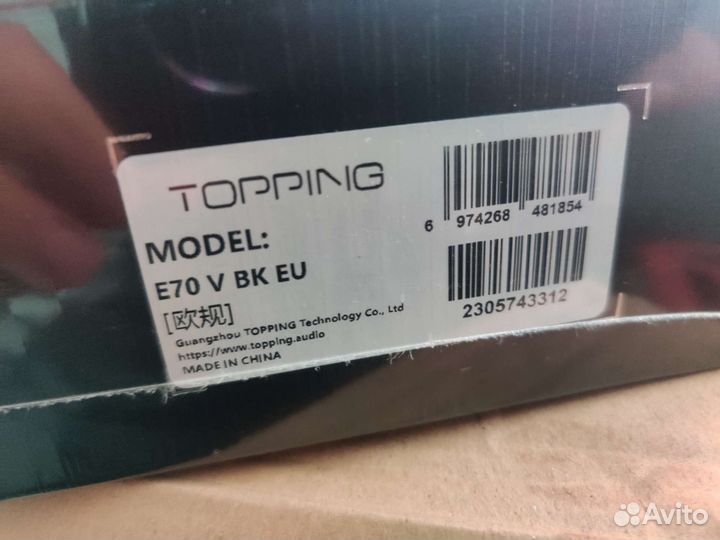 TOPPING
MODEL:
E70 V BK EU
[欧规]
Guangzhou TOPPING Technology Co., Ltd
https://www.topping.audio
MADE IN CHINA
6 974268 481854
2305743312
Avito